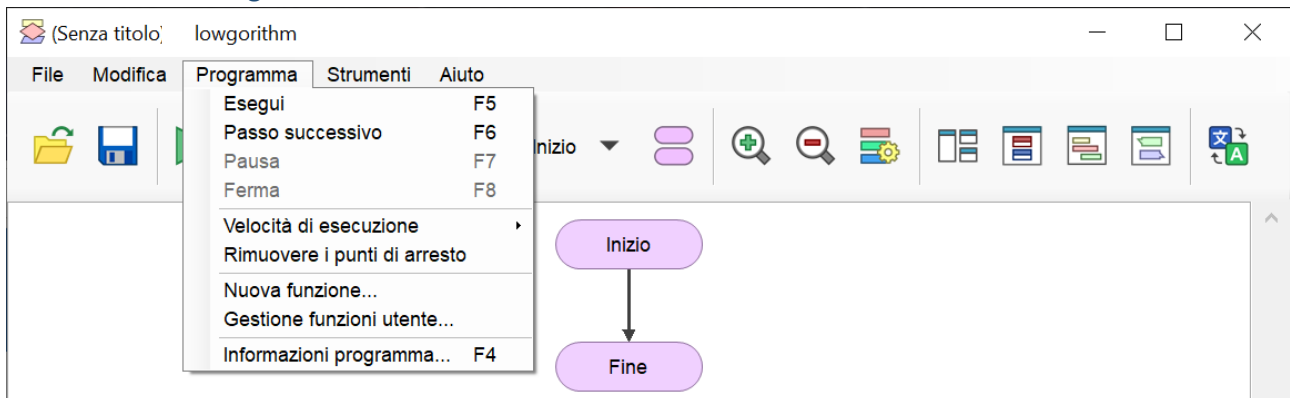 (Senza titolo) lowgorithm
File Modifica Programma Strumenti Aiuto
Esegui F5
Passo successivo F6
Pausa F7
Ferma F8
Velocità di esecuzione
Rimuovere i punti di arresto
Nuova funzione...
Gestione funzioni utente...
Informazioni programma... F4
Inizio
文 A
Inizio
Fine